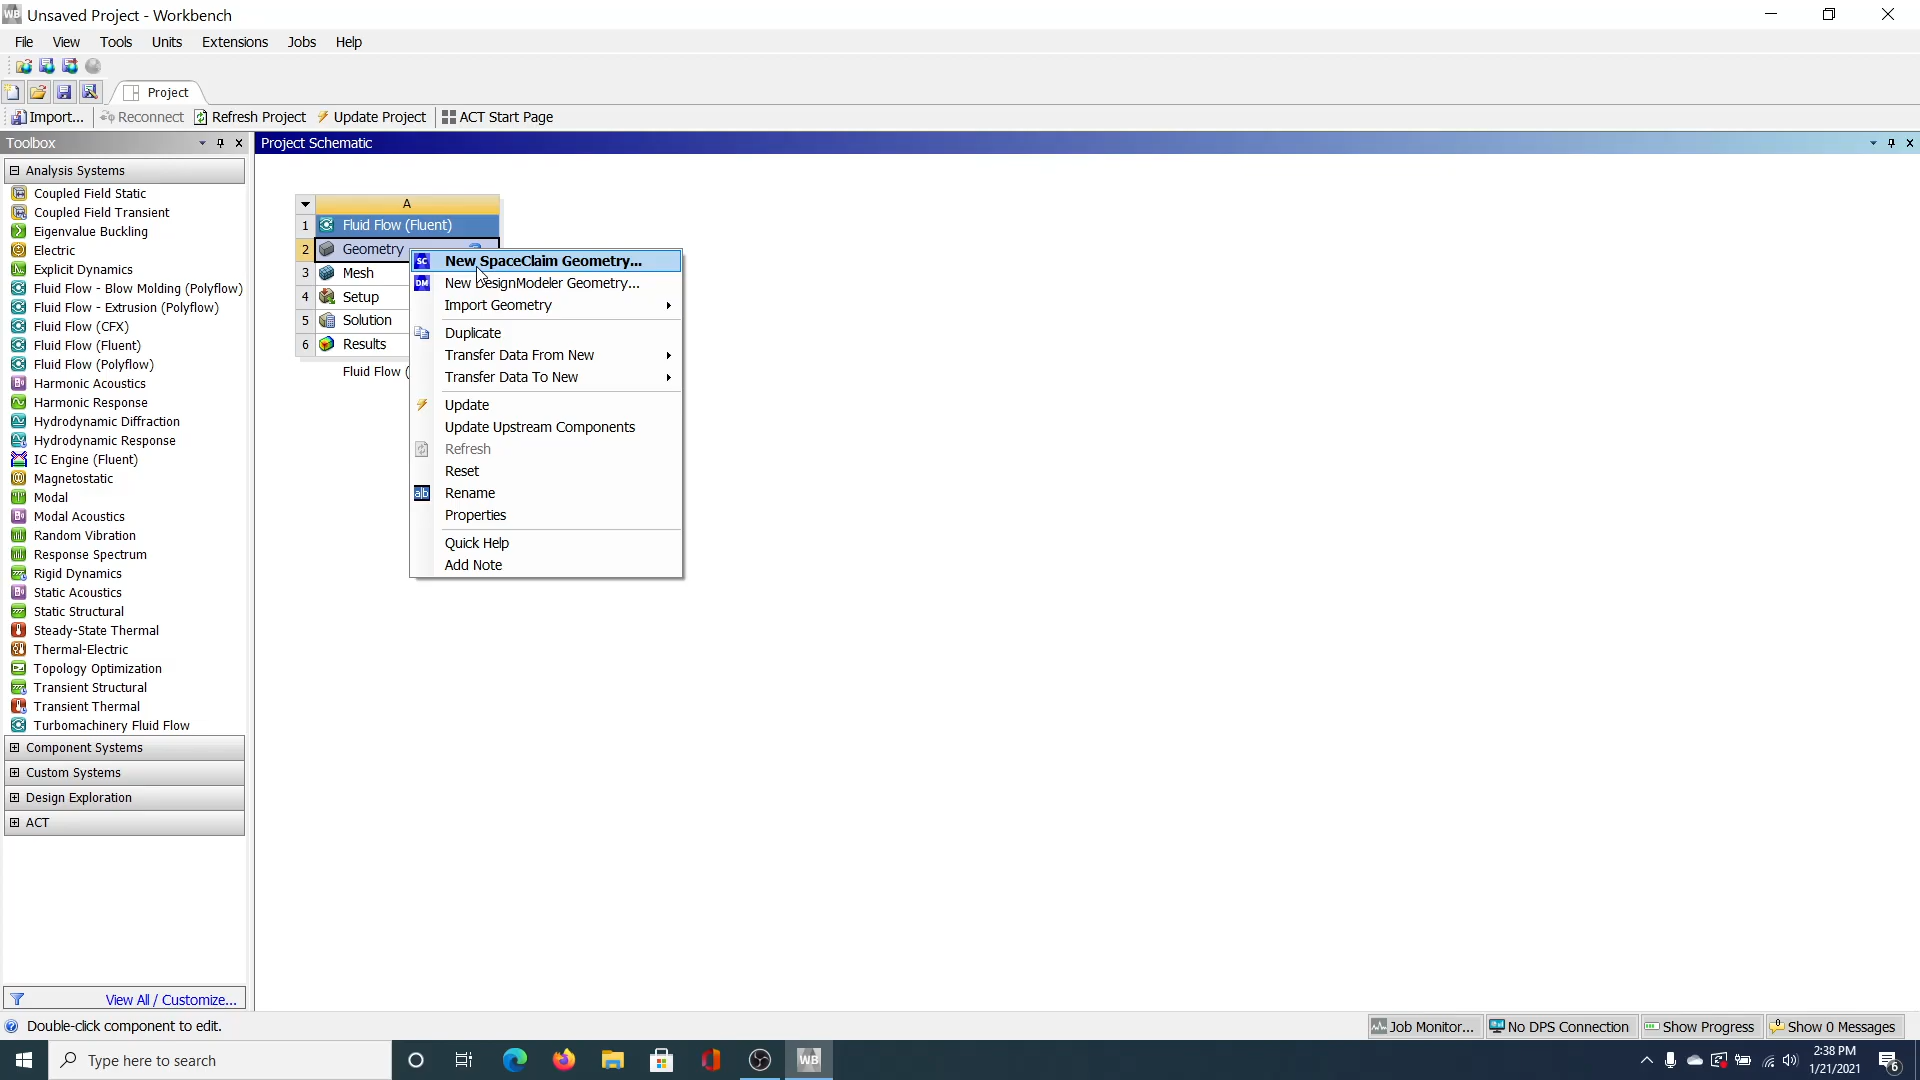 WB Unsaved Project - Workbench
File View Tools Units Extensions Jobs Help
Project
Import... Reconnect Refresh Project Update Project ACT Start Page
Toolbox
Project Schematic
Analysis Systems
Coupled Field Static
Coupled Field Transient
Eigenvalue Buckling
Electric
Explicit Dynamics
Fluid Flow - Blow Molding (Polyflow)
Fluid Flow - Extrusion (Polyflow)
Fluid Flow (CFX)
Fluid Flow (Fluent)
Fluid Flow (Polyflow)
Harmonic Acoustics
Harmonic Response
Hydrodynamic Diffraction
Hydrodynamic Response
IC Engine (Fluent)
Magnetostatic
Modal
Modal Acoustics
Random Vibration
Response Spectrum
Rigid Dynamics
Static Acoustics
Static Structural
Steady-State Thermal
Thermal-Electric
Topology Optimization
Transient Structural
Transient Thermal
Turbomachinery Fluid Flow
Component Systems
Custom Systems
Design Exploration
ACT
View All / Customize...
A
1 Fluid Flow (Fluent)
2 Geometry
3 Mesh
4 Setup
5 Solution
6 Results
Fluid Flow (
SC New SpaceClaim Geometry...
DM New DesignModeler Geometry...
Import Geometry
Duplicate
Transfer Data From New
Transfer Data To New
Update
Update Upstream Components
Refresh
Reset
a|b Rename
Properties
Quick Help
Add Note
Double-click component to edit.
Job Monitor... No DPS Connection Show Progress Show 0 Messages
Type here to search
WB
2:38 PM
1/21/2021
6